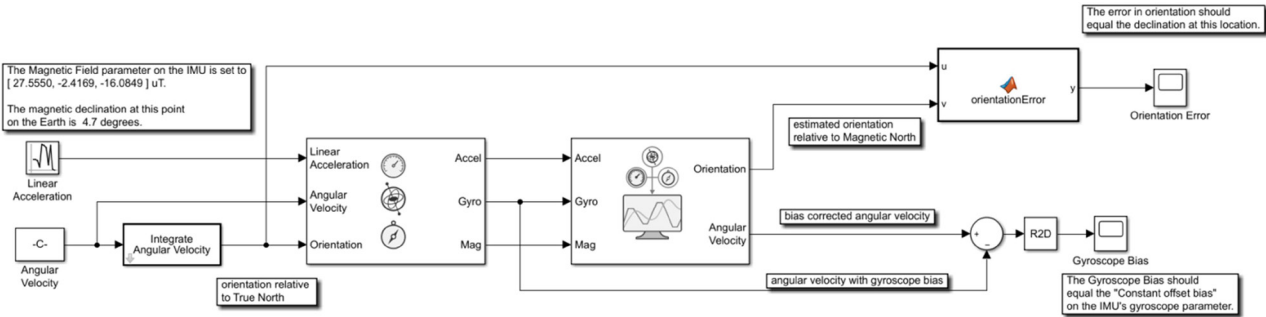 The error in orientation should
equal the declination at this location.
The Magnetic Field parameter on the IMU is set to
[ 27.5550, -2.4169, -16.0849 ] uT.
The magnetic declination at this point
on the Earth is 4.7 degrees.
u
v
orientationError
y
Orientation Error
estimated orientation
relative to Magnetic North
Linear
Acceleration
Linear
Acceleration
Angular
Velocity
Orientation
Accel
Gyro
Mag
Accel
Gyro
Mag
Orientation
Angular
Velocity
-C-
Angular
Velocity
Integrate
Angular Velocity
orientation relative
to True North
bias corrected angular velocity
angular velocity with gyroscope bias
+
−
R2D
Gyroscope Bias
The Gyroscope Bias should
equal the "Constant offset bias"
on the IMU's gyroscope parameter.